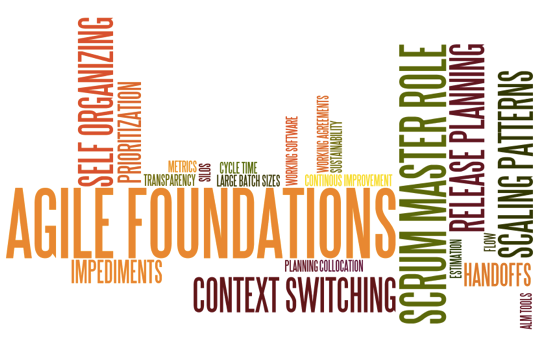 SELF ORGANIZING
PRIORITIZATION
METRICS
SILOS
TRANSPARENCY
CYCLE TIME
LARGE BATCH SIZES
WORKING SOFTWARE
WORKING AGREEMENTS
SUSTAINABILITY
CONTINOUS IMPROVEMENT
AGILE FOUNDATIONS
IMPEDIMENTS
PLANNING COLLOCATION
CONTEXT SWITCHING
SCRUM MASTER ROLE
RELEASE PLANNING
SCALING PATTERNS
ESTIMATION
FLOW
HANDOFFS
ALM TOOLS